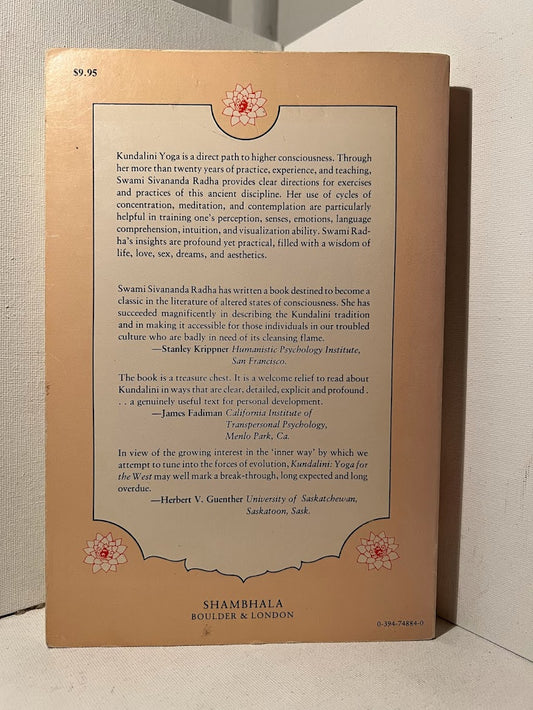 $9.95
Kundalini Yoga is a direct path to higher consciousness. Through
her more than twenty years of practice, experience, and teaching,
Swami Sivananda Radha provides clear directions for exercises
and practices of this ancient discipline. Her use of cycles of
concentration, meditation, and contemplation are particularly
helpful in training one's perception, senses, emotions, language
comprehension, intuition, and visualization ability. Swami Rad-
ha's insights are profound yet practical, filled with a wisdom of
life, love, sex, dreams, and aesthetics.
Swami Sivananda Radha has written a book destined to become a
classic in the literature of altered states of consciousness. She has
succeeded magnificently in describing the Kundalini tradition
and in making it accessible for those individuals in our troubled
culture who are badly in need of its cleansing flame.
—Stanley Krippner Humanistic Psychology Institute,
San Francisco.
The book is a treasure chest. It is a welcome relief to read about
Kundalini in ways that are clear, detailed, explicit and profound .
. . a genuinely useful text for personal development.
—James Fadiman California Institute of
Transpersonal Psychology,
Menlo Park, Ca.
In view of the growing interest in the 'inner way' by which we
attempt to tune into the forces of evolution, Kundalini: Yoga for
the West may well mark a break-through, long expected and long
overdue.
—Herbert V. Guenther University of Saskatchewan,
Saskatoon, Sask.
SHAMBHALA
BOULDER & LONDON
0-394-74884-0